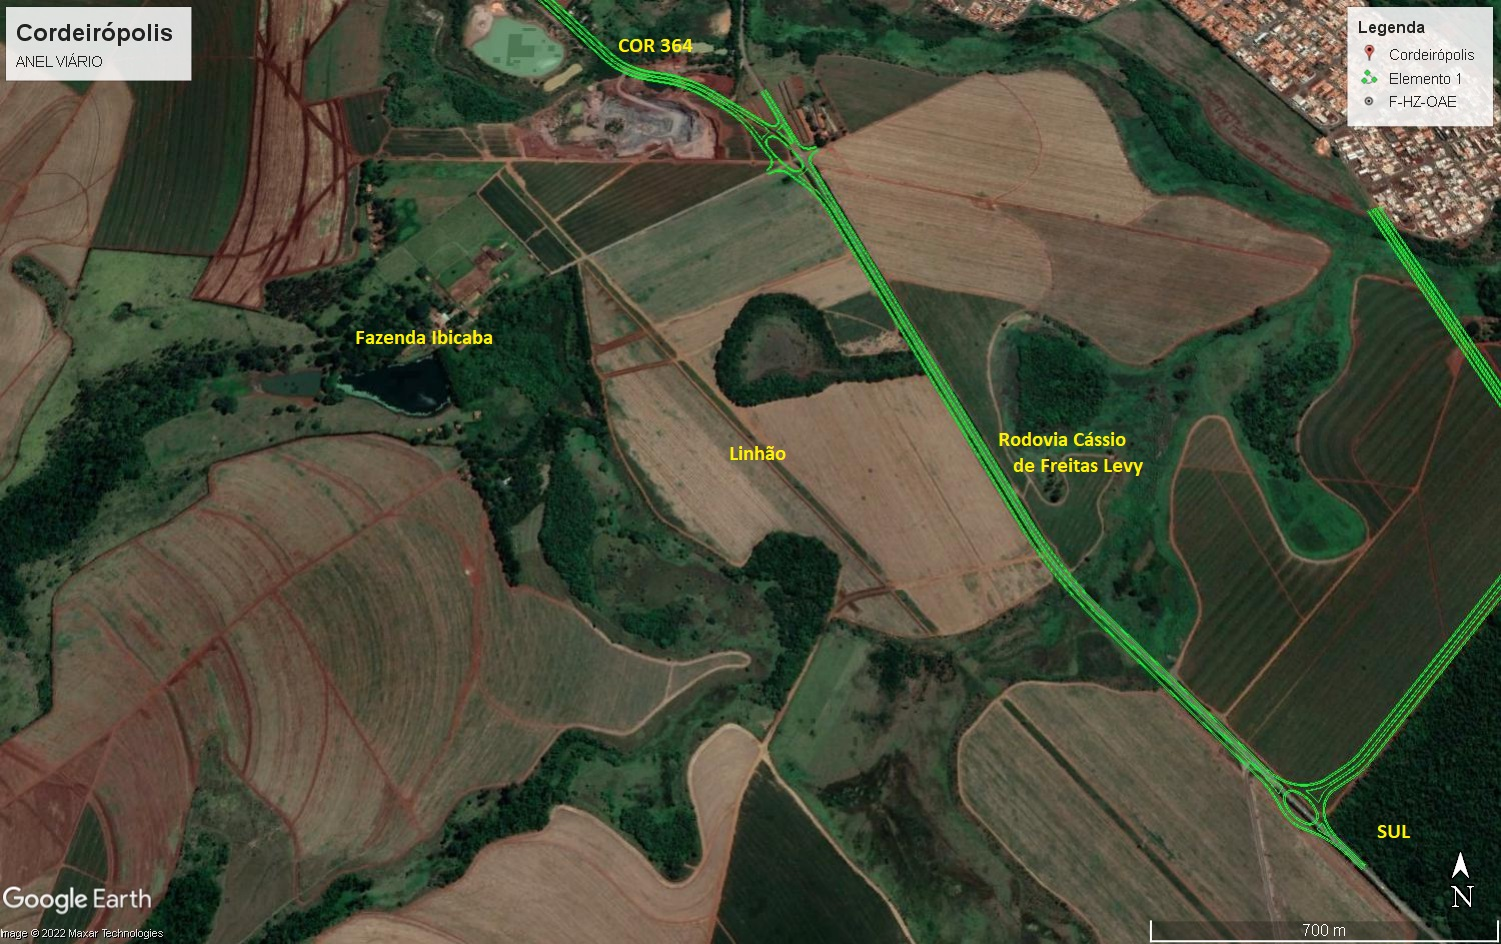 Cordeirópolis
ANEL VIÁRIO
COR 364
Legenda
Cordeirópolis
Elemento 1
F-HZ-OAE
Fazenda Ibicaba
Linhão
Rodovia Cássio
de Freitas Levy
SUL
N
Google Earth
700 m
Image © 2022 Maxar Technologies